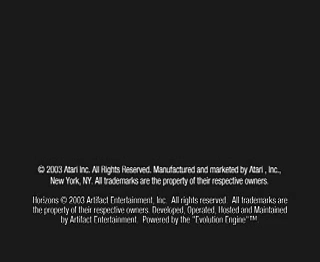 © 2003 Atari Inc. All Rights Reserved. Manufactured and marketed by Atari , Inc.,
New York, NY. All trademarks are the property of their respective owners.
Horizons © 2003 Artifact Entertainment, Inc.  All rights reserved.  All trademarks are
the property of their respective owners. Developed, Operated, Hosted and Maintained
by Artifact Entertainment.  Powered by the "Evolution Engine"™.